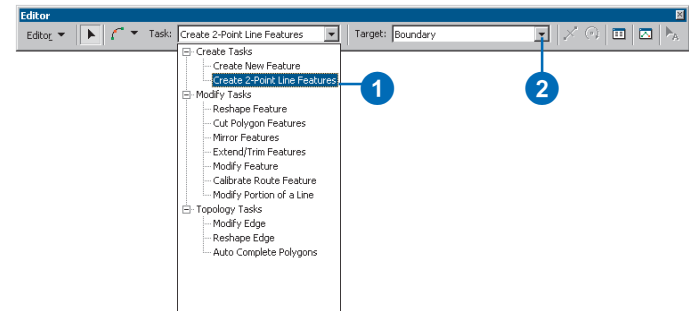 Editor
Editor Task: Create 2-Point Line Features Target: Boundary
Create Tasks
Create New Feature
Create 2-Point Line Features
1
2
Modify Tasks
Reshape Feature
Cut Polygon Features
Mirror Features
Extend/Trim Features
Modify Feature
Calibrate Route Feature
Modify Portion of a Line
Topology Tasks
Modify Edge
Reshape Edge
Auto Complete Polygons